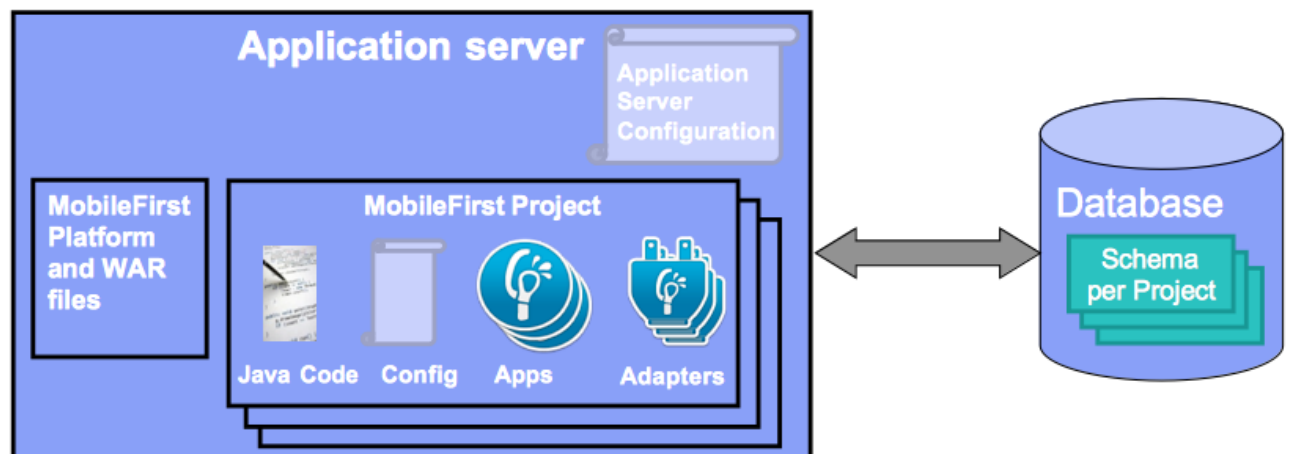 Application server
Application
Server
Configuration
MobileFirst
Platform
and WAR
files
MobileFirst Project
Java Code
Config
Apps
Adapters
Database
Schema
per Project